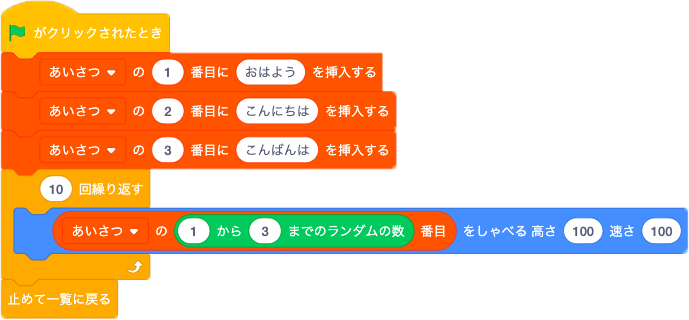 がクリックされたとき
あいさつ の 1 番目に おはよう を挿入する
あいさつ の 2 番目に こんにちは を挿入する
あいさつ の 3 番目に こんばんは を挿入する
10 回繰り返す
あいさつ の 1 から 3 までのランダムの数 番目 をしゃべる 高さ 100 速さ 100
止めて一覧に戻る